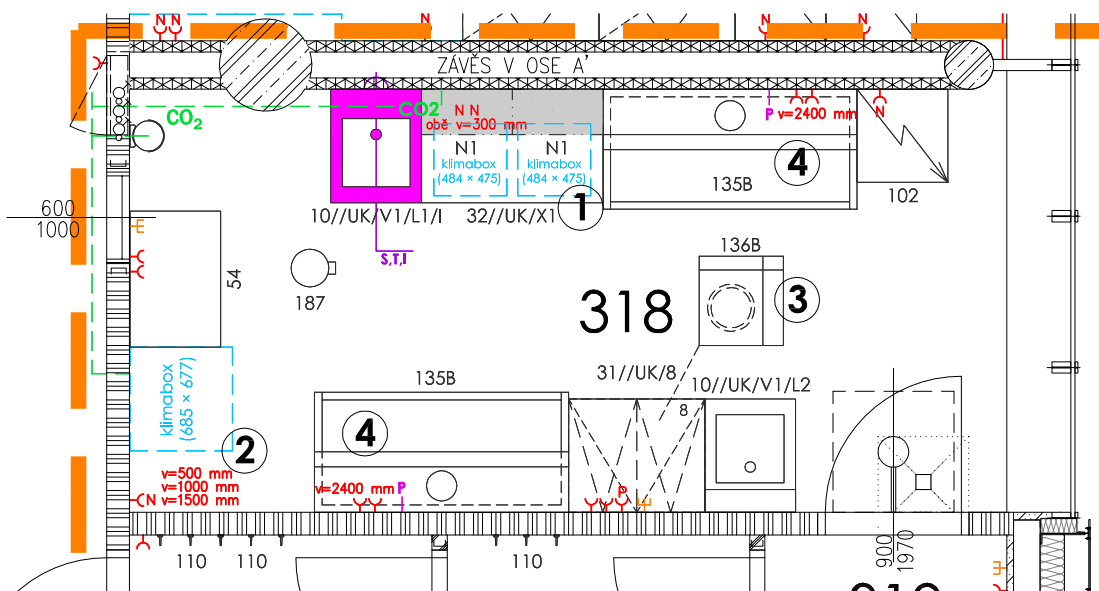 N N
N
N
N
ZÁVĚS V OSE A'
CO2
CO2
N N
obě v=300 mm
P v=2400 mm
N
N1
klimabox
(484 × 475)
N1
klimabox
(484 × 475)
4
135B
102
1
10//UK/V1/L1/I
32//UK/X1
600
1000
S,T,I
136B
54
187
318
3
31//UK/8
135B
10//UK/V1/L2
8
klimabox
(685 × 677)
4
2
v=500 mm
N v=1000 mm
v=1500 mm
v=2400 mm P
P
110
110
110
900
1970